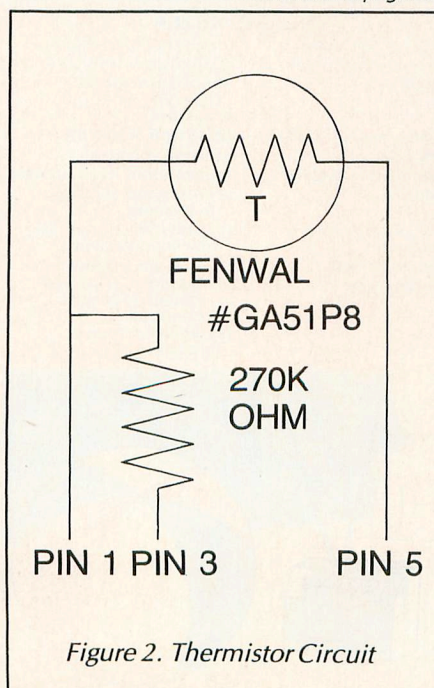 T
FENWAL
#GA51P8
270K
OHM
PIN 1 PIN 3 PIN 5
Figure 2. Thermistor Circuit